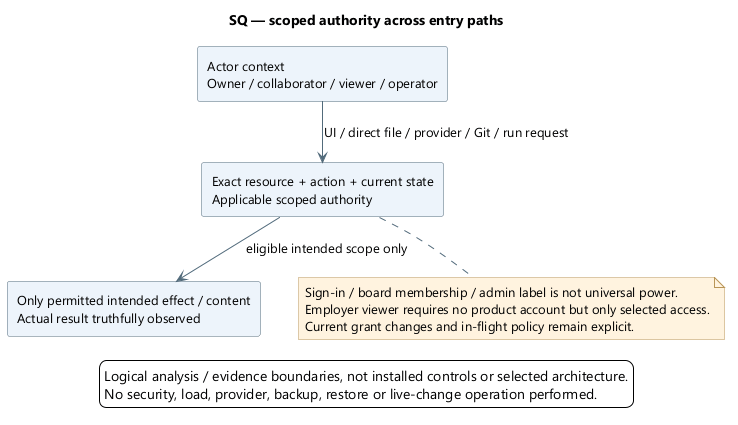 SQ — scoped authority across entry paths
Actor context
Owner / collaborator / viewer / operator
UI / direct file / provider / Git / run request
Exact resource + action + current state
Applicable scoped authority
eligible intended scope only
Only permitted intended effect / content
Actual result truthfully observed
Sign-in / board membership / admin label is not universal power.
Employer viewer requires no product account but only selected access.
Current grant changes and in-flight policy remain explicit.
Logical analysis / evidence boundaries, not installed controls or selected architecture.
No security, load, provider, backup, restore or live-change operation performed.